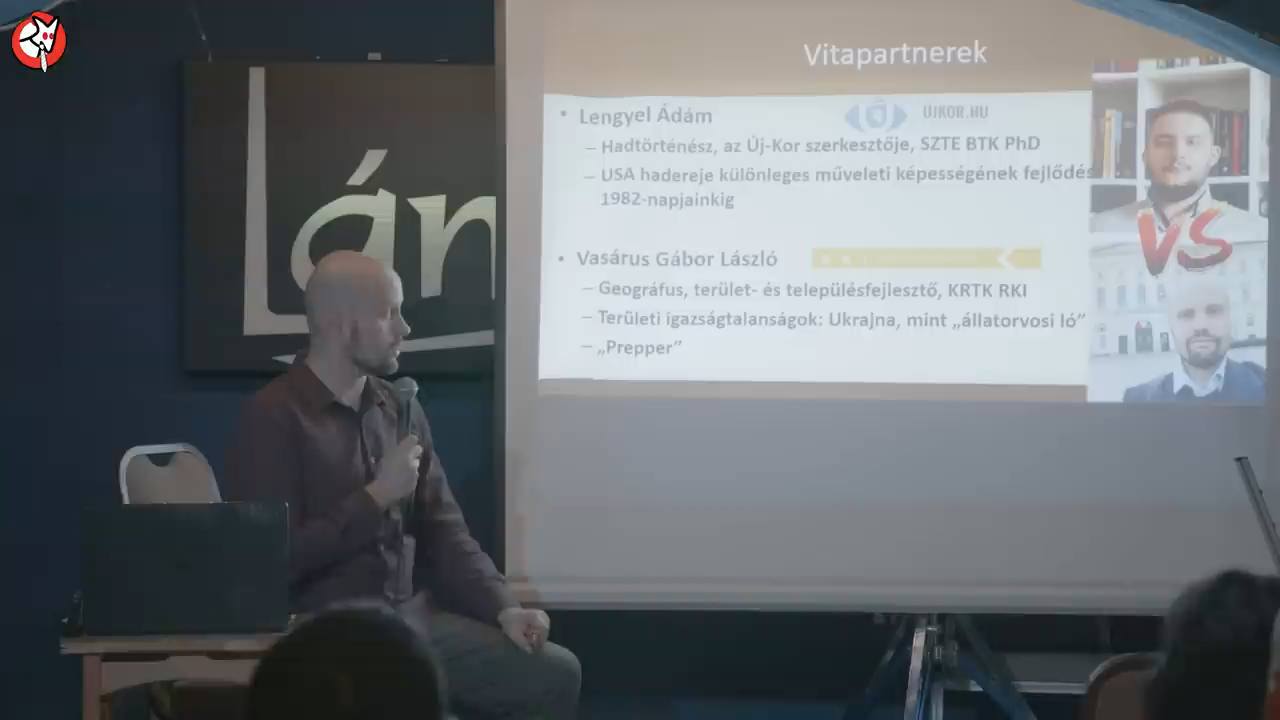 Lán
Vitapartnerek
• Lengyel Ádám
UJKOR.HU
– Hadtörténész, az Új-Kor szerkesztője, SZTE BTK PhD
– USA hadereje különleges műveleti képességének fejlődés
1982-napjainkig
VS
• Vasárus Gábor László
– Geográfus, terület- és településfejlesztő, KRTK RKI
– Területi igazságtalanságok: Ukrajna, mint „állatorvosi ló”
– „Prepper”